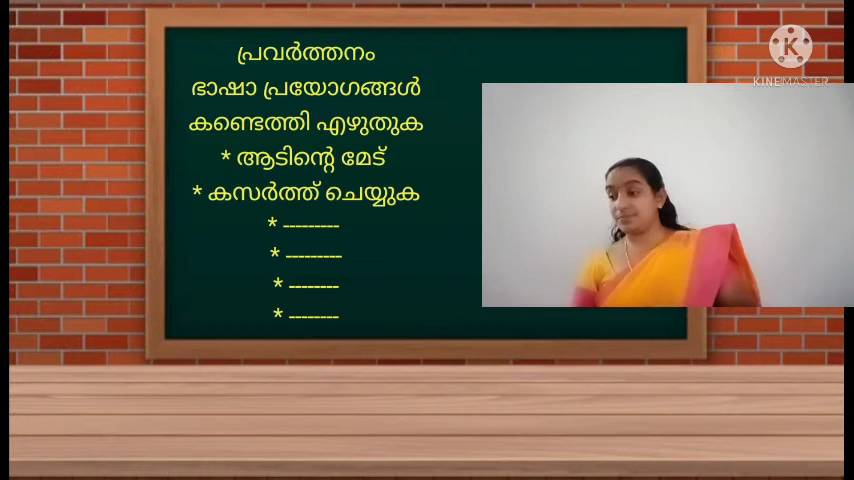 പ്രവർത്തനം
ഭാഷാ പ്രയോഗങ്ങൾ
കണ്ടെത്തി എഴുതുക
* ആടിന്റെ മേട്
* കസർത്ത് ചെയ്യുക
* ---------
* ---------
* --------
* --------
K
KINEMASTER